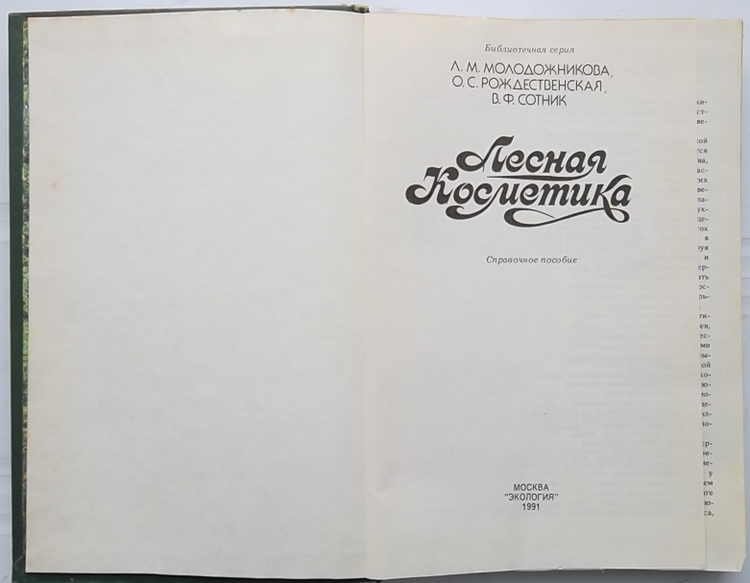 Библиотечная серия
Л. М. МОЛОДОЖНИКОВА,
О. С. РОЖДЕСТВЕНСКАЯ,
В. Ф. СОТНИК
Лесная
Косметика
Справочное пособие
МОСКВА
"ЭКОЛОГИЯ"
1991